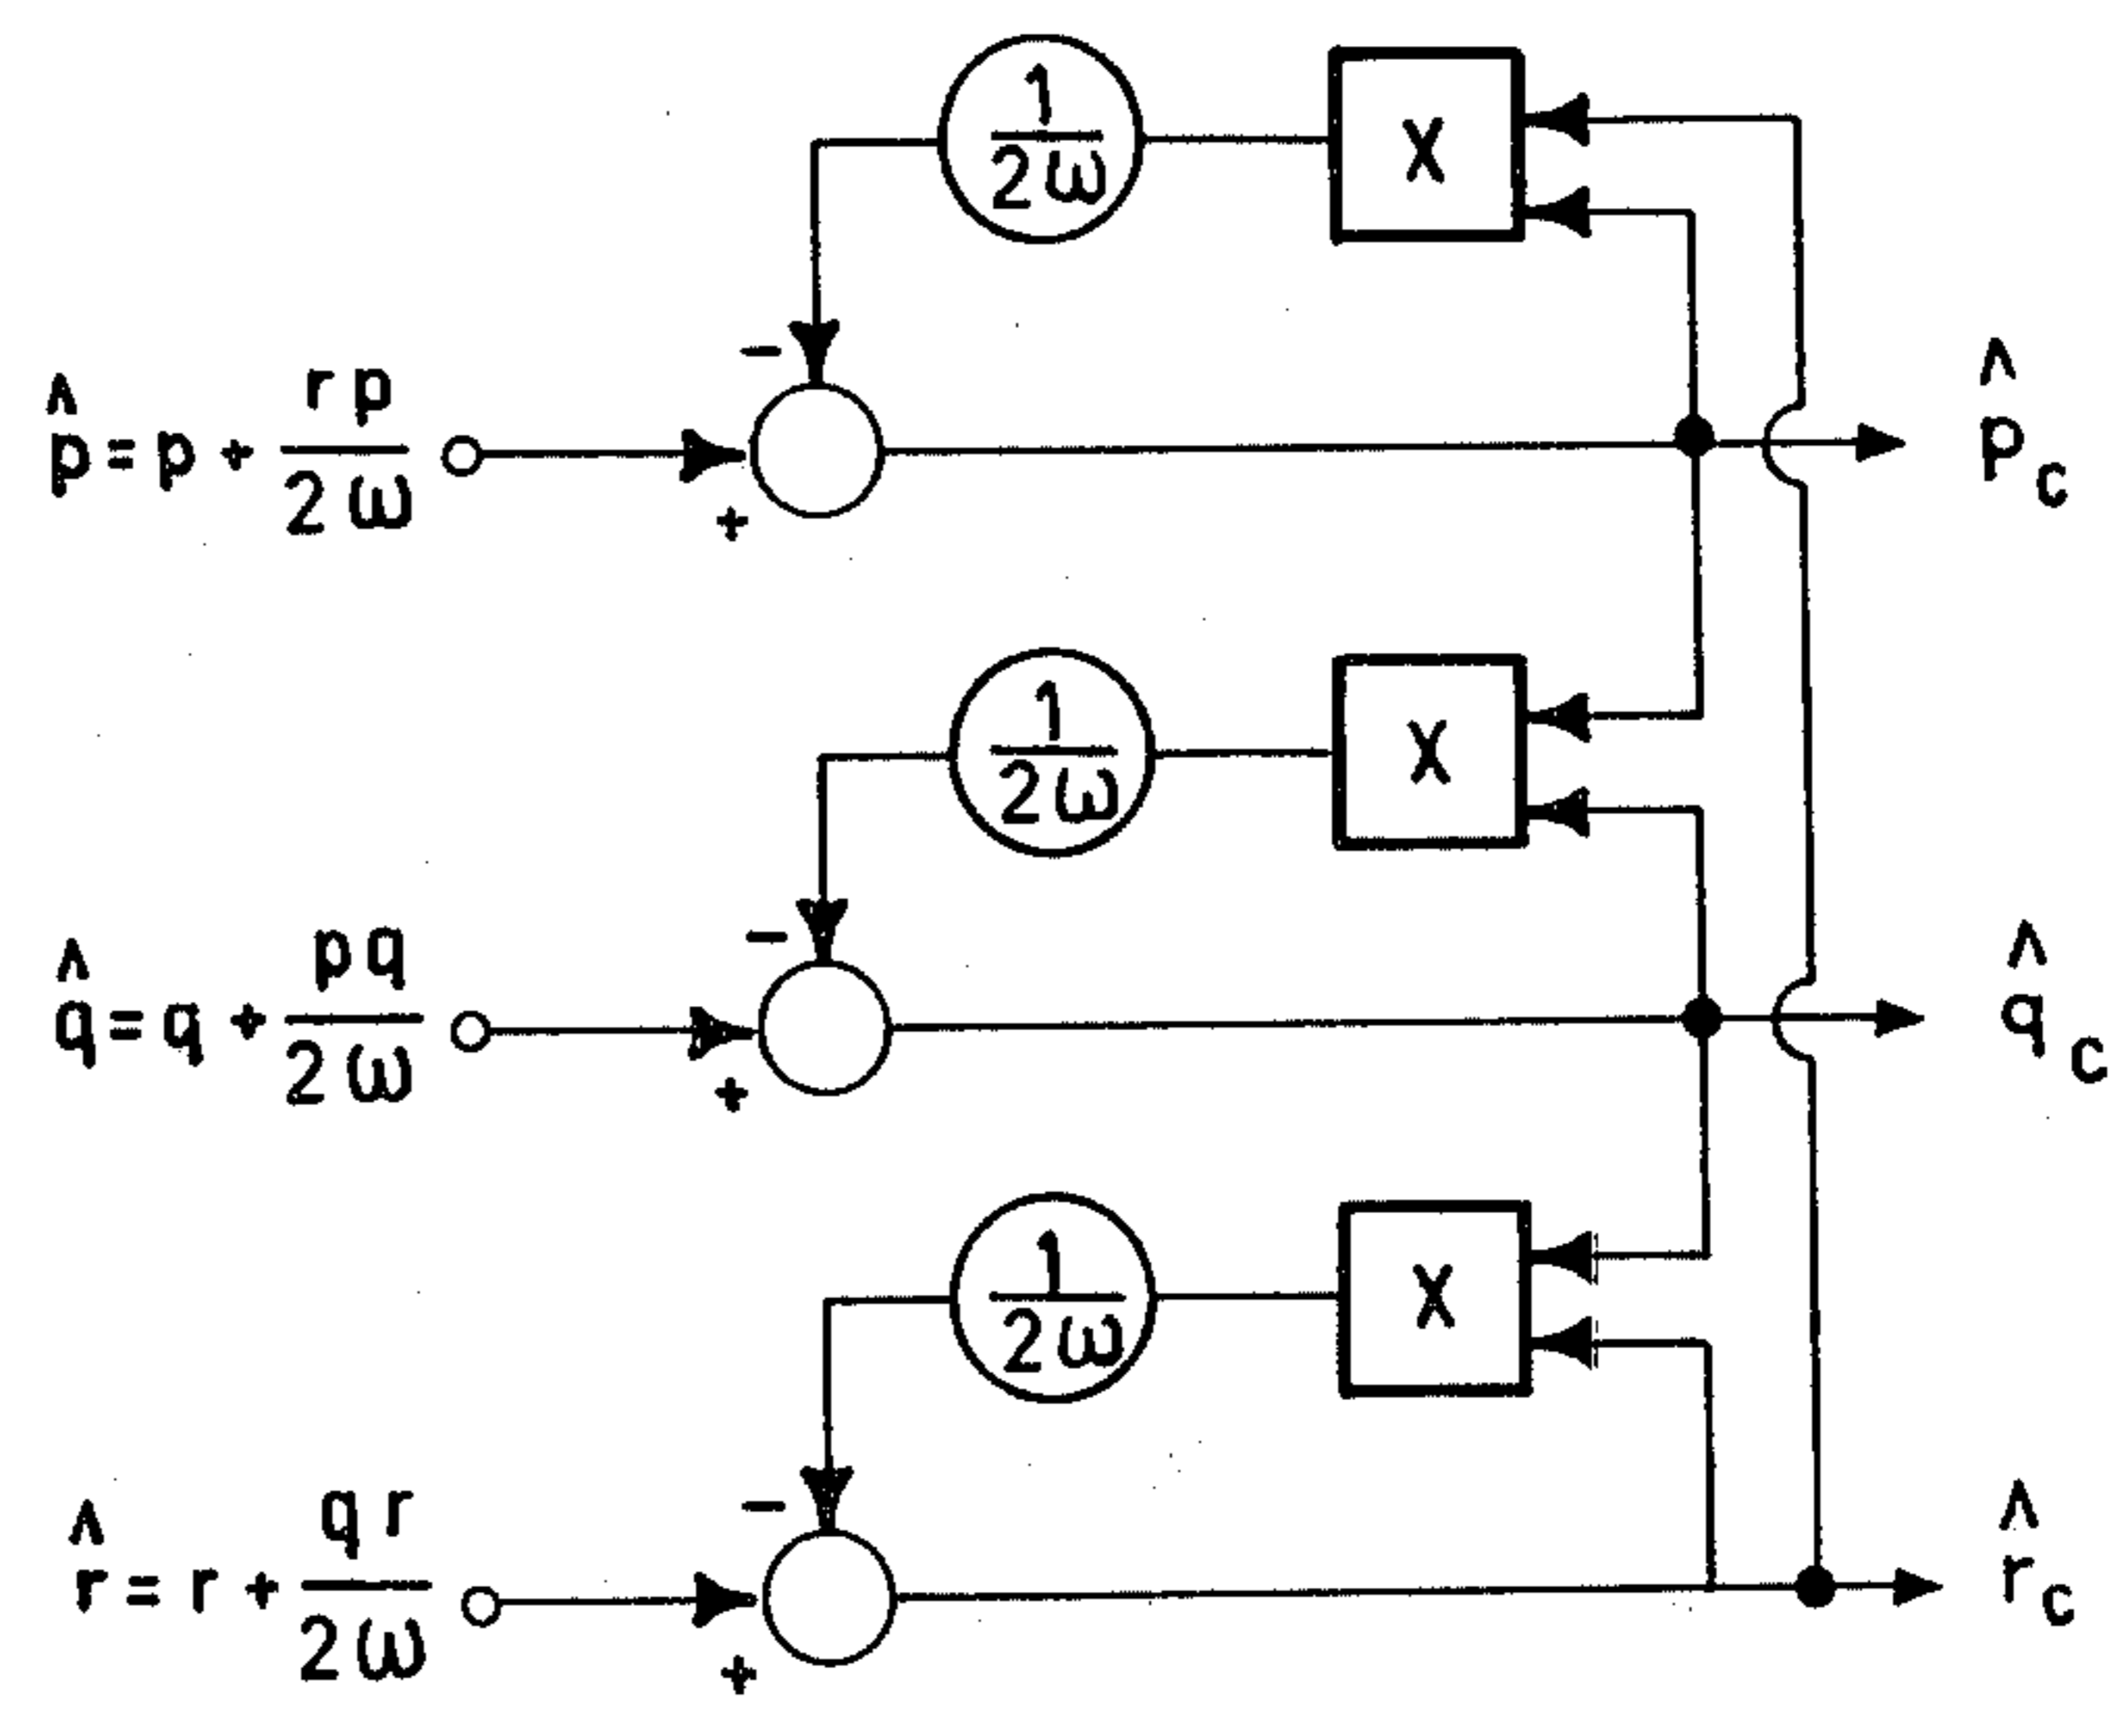 1/2ω
X
p̂ = p + rp/2ω
−
+
p̂c
1/2ω
X
q̂ = q + pq/2ω
−
+
q̂c
1/2ω
X
r̂ = r + qr/2ω
−
+
r̂c